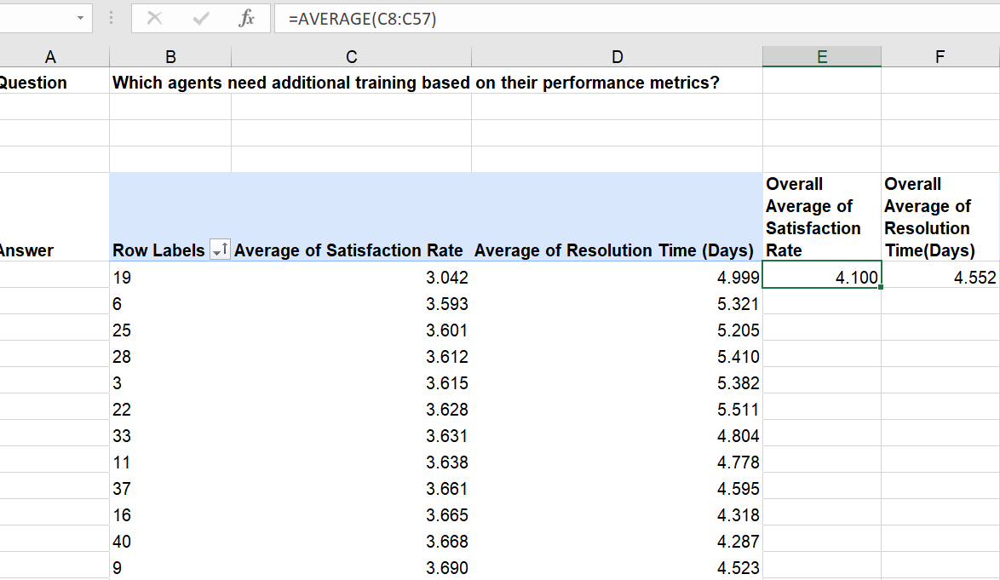 fx =AVERAGE(C8:C57)
A B C D E F
Question Which agents need additional training based on their performance metrics?
Overall Overall
Average of Average of
Satisfaction Resolution
Answer Row Labels Average of Satisfaction Rate Average of Resolution Time (Days) Rate Time(Days)
19 3.042 4.999 4.100 4.552
6 3.593 5.321
25 3.601 5.205
28 3.612 5.410
3 3.615 5.382
22 3.628 5.511
33 3.631 4.804
11 3.638 4.778
37 3.661 4.595
16 3.665 4.318
40 3.668 4.287
9 3.690 4.523